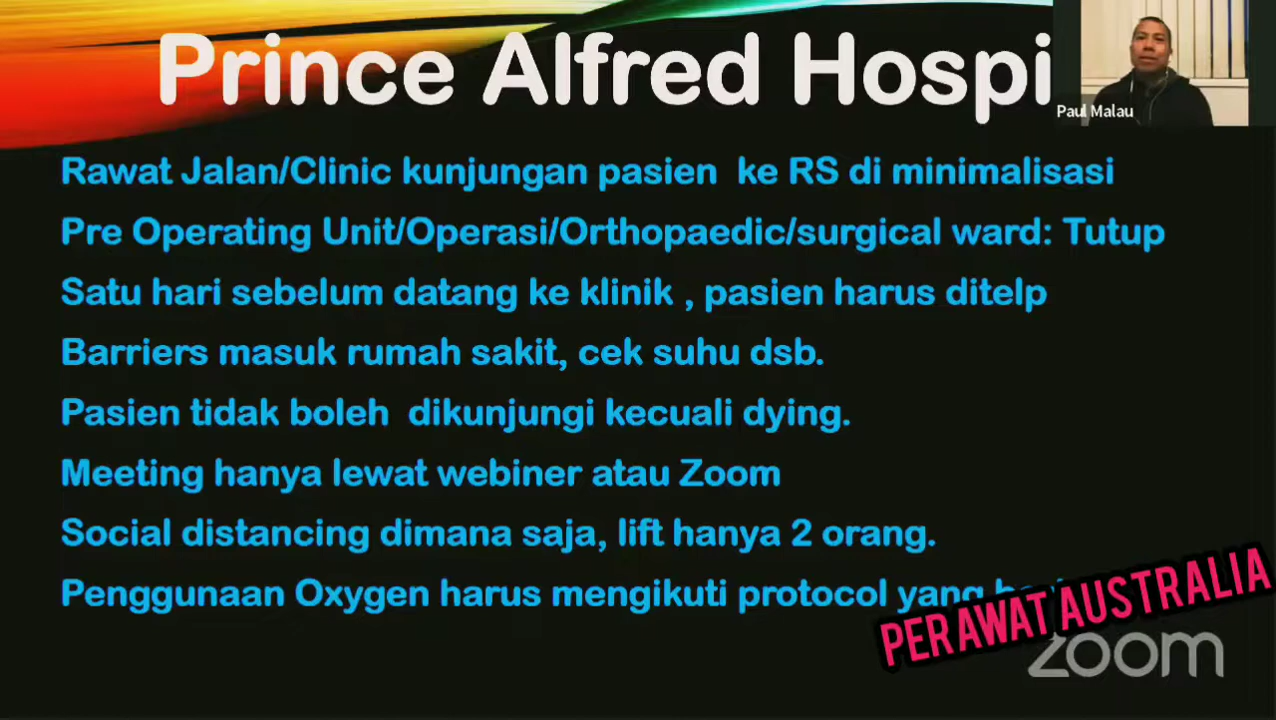 Prince Alfred Hospi
Paul Malau
Rawat Jalan/Clinic kunjungan pasien ke RS di minimalisasi
Pre Operating Unit/Operasi/Orthopaedic/surgical ward: Tutup
Satu hari sebelum datang ke klinik , pasien harus ditelp
Barriers masuk rumah sakit, cek suhu dsb.
Pasien tidak boleh dikunjungi kecuali dying.
Meeting hanya lewat webiner atau Zoom
Social distancing dimana saja, lift hanya 2 orang.
Penggunaan Oxygen harus mengikuti protocol yang
PERAWAT AUSTRALIA
zoom